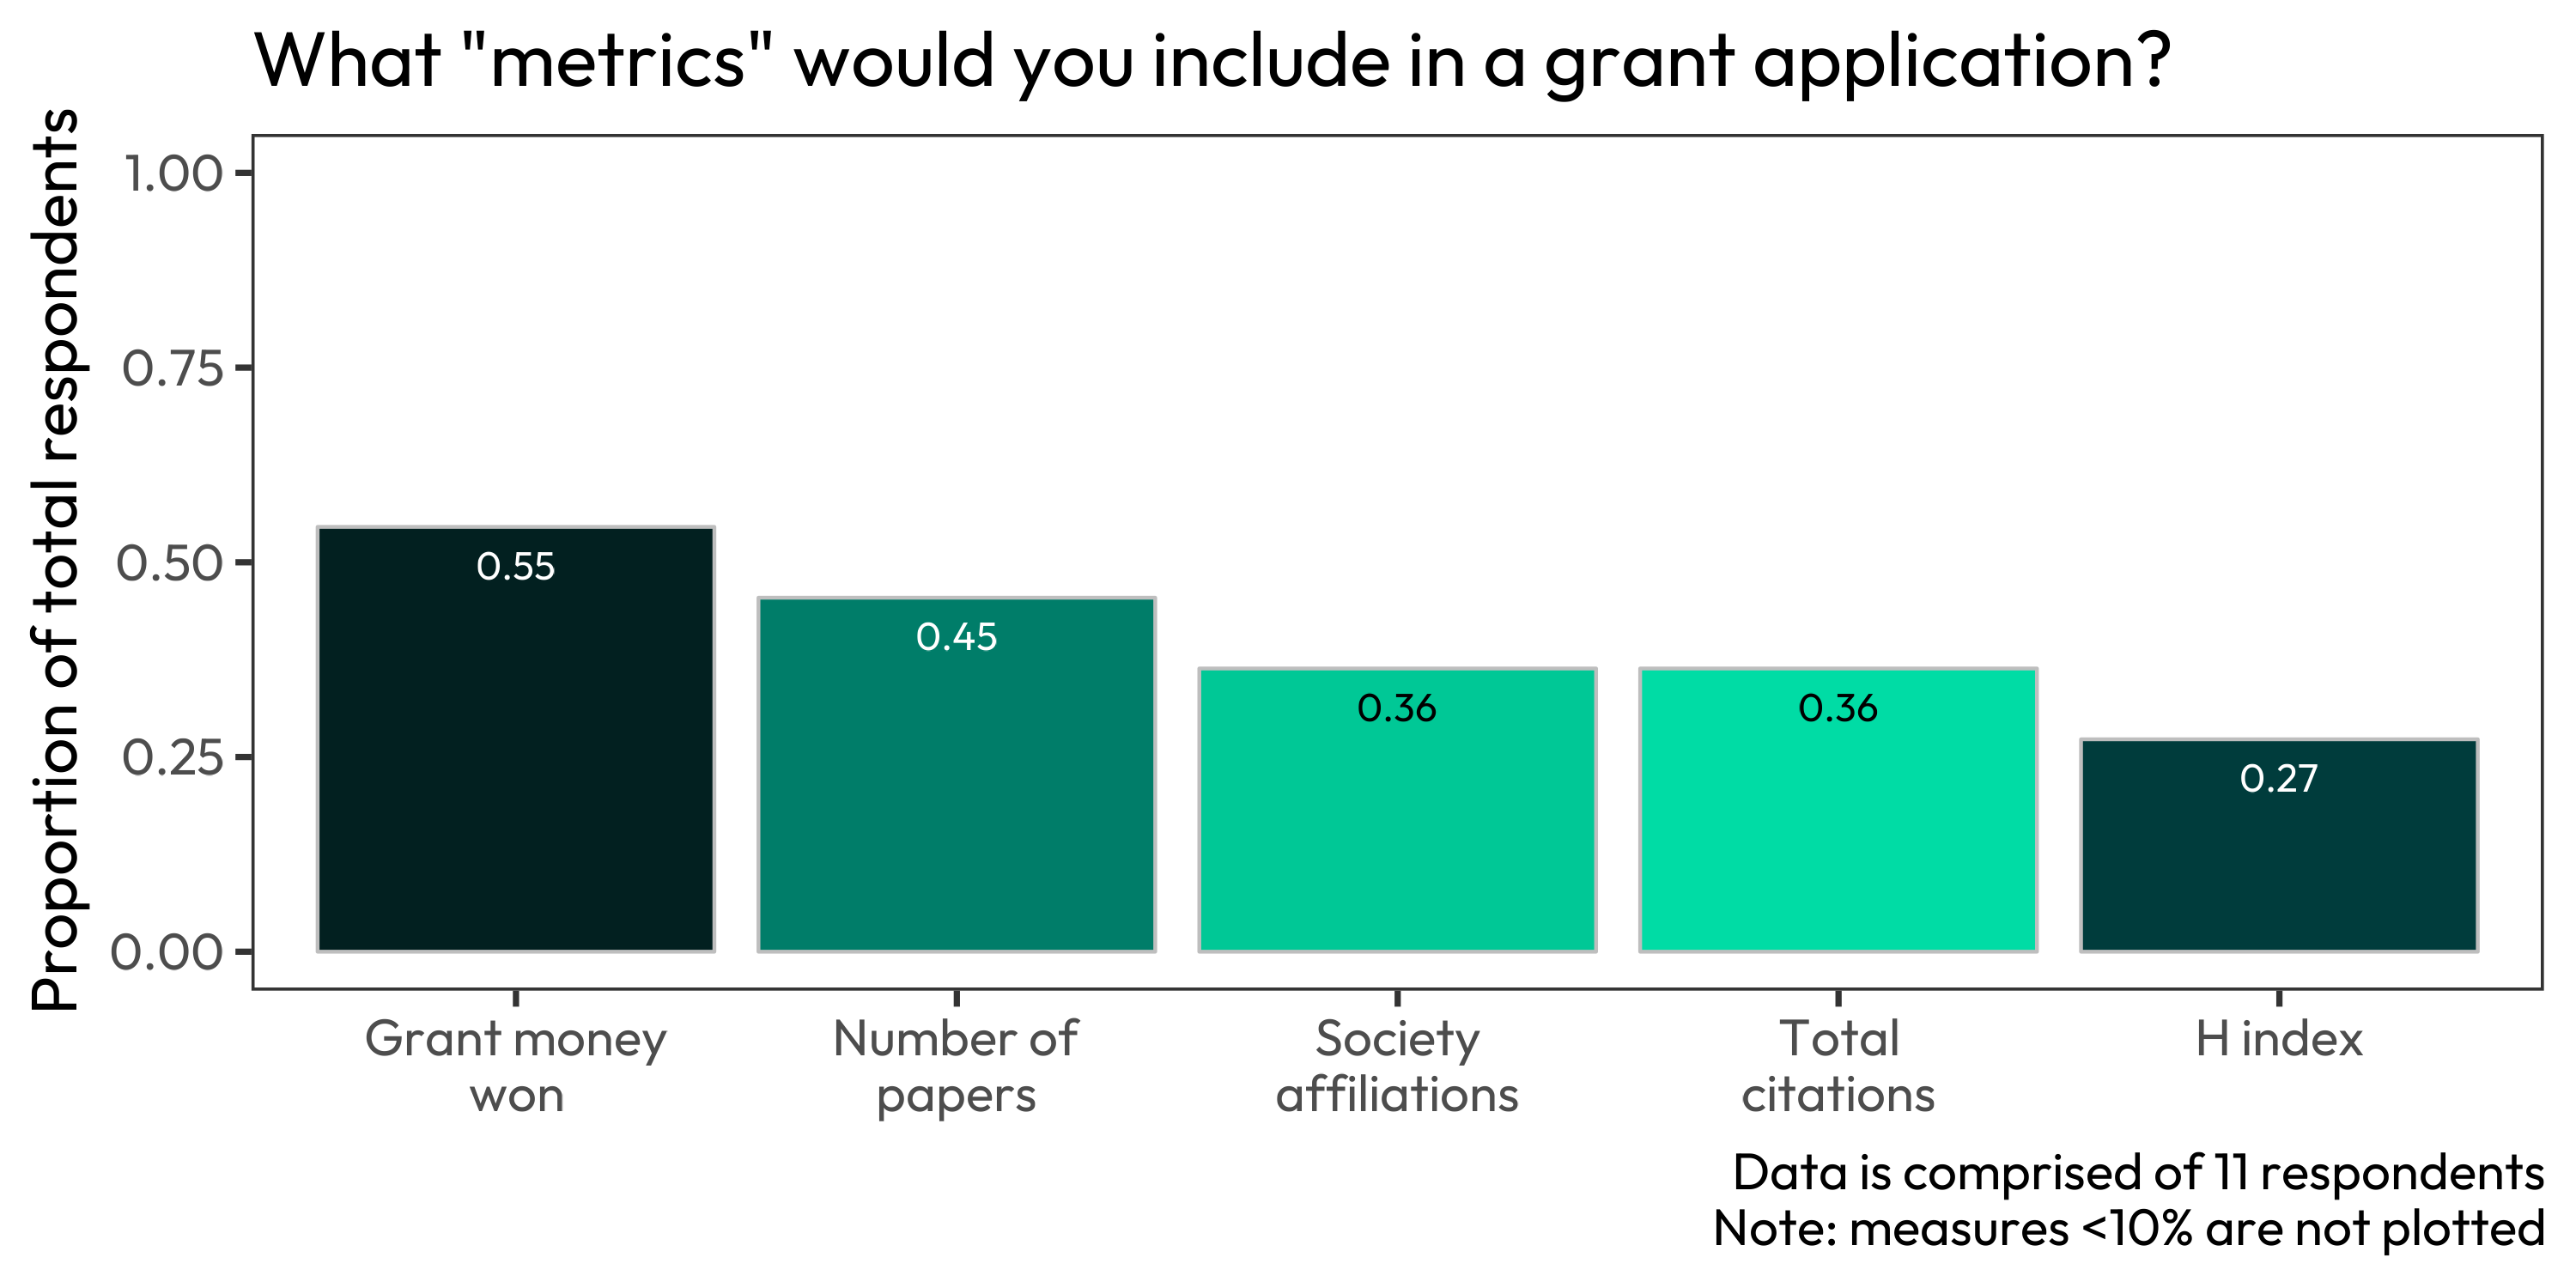 What "metrics" would you include in a grant application?
Proportion of total respondents
1.00
0.75
0.50
0.25
0.00
0.55
0.45
0.36
0.36
0.27
Grant money
won
Number of
papers
Society
affiliations
Total
citations
H index
Data is comprised of 11 respondents
Note: measures <10% are not plotted